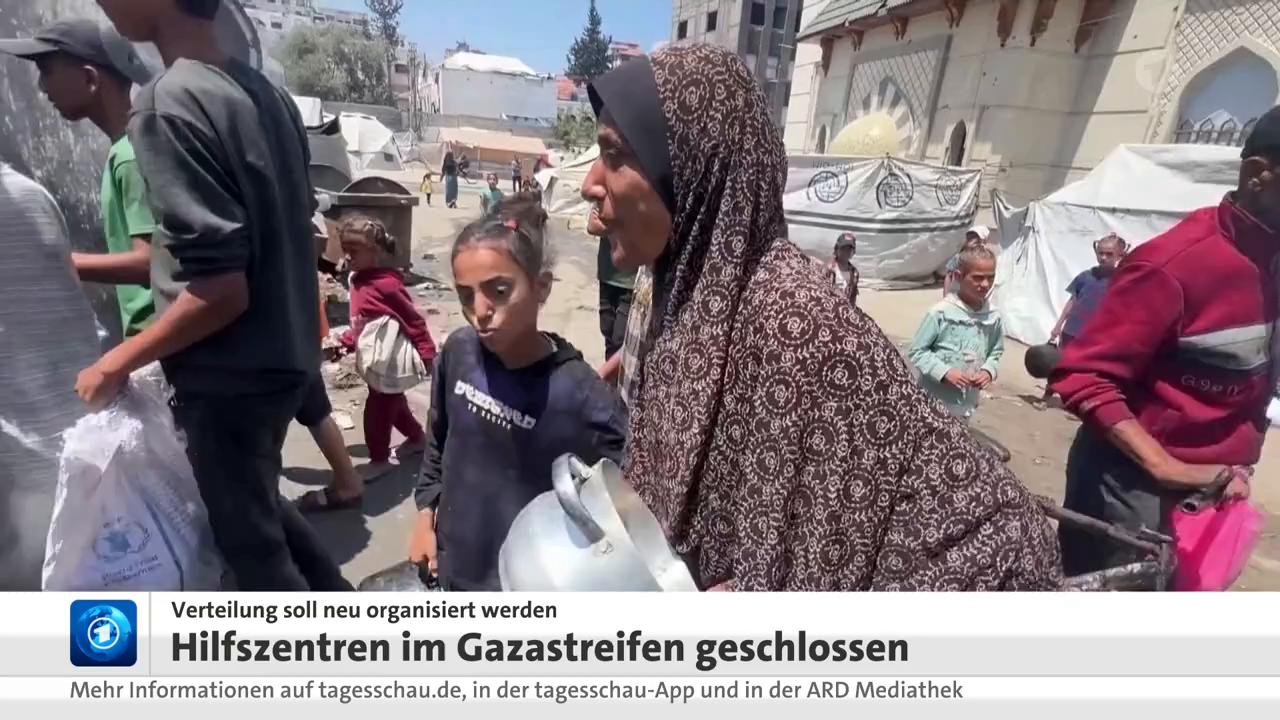 Verteilung soll neu organisiert werden
Hilfszentren im Gazastreifen geschlossen
Mehr Informationen auf tagesschau.de, in der tagesschau-App und in der ARD Mediathek